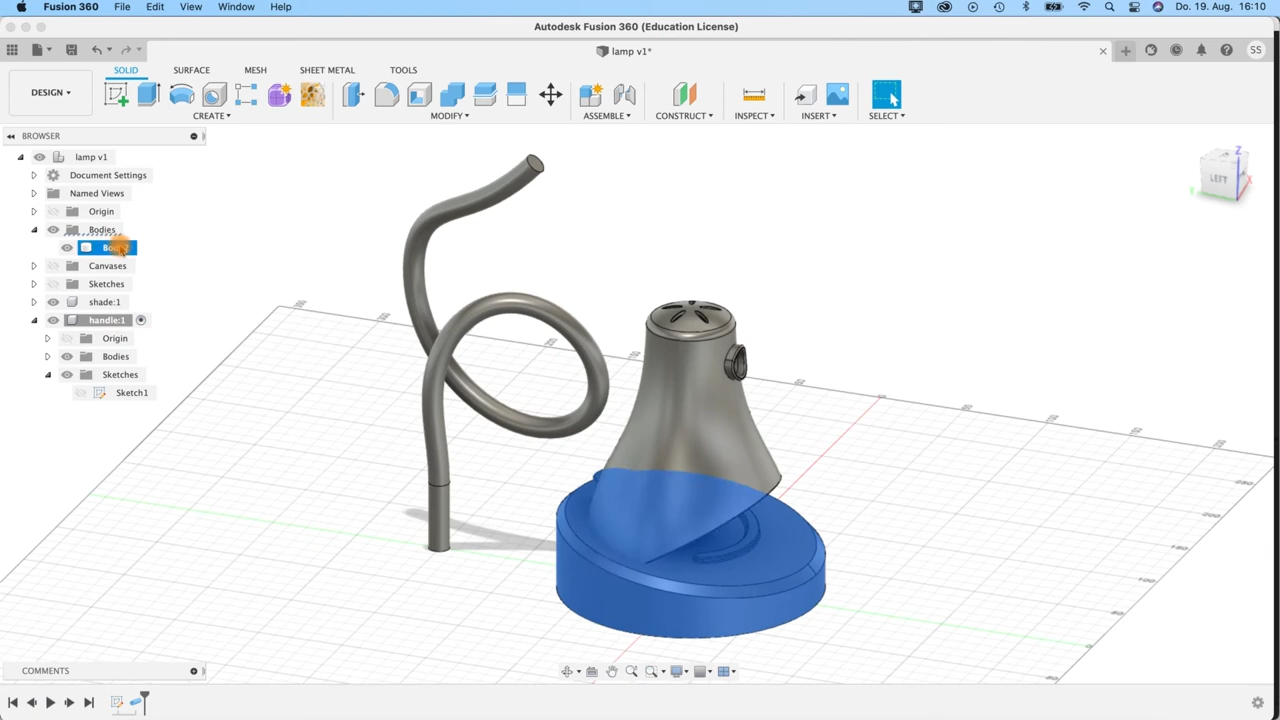 Fusion 360 File Edit View Window Help Do. 19. Aug. 16:10
Autodesk Fusion 360 (Education License)
lamp v1*
SS
SOLID SURFACE MESH SHEET METAL TOOLS
DESIGN
CREATE MODIFY ASSEMBLE CONSTRUCT INSPECT INSERT SELECT
BROWSER
lamp v1
Document Settings
Named Views
Origin
Bodies
Canvases
Sketches
shade:1
handle:1
Origin
Bodies
Sketches
Sketch1
Z
LEFT
COMMENTS